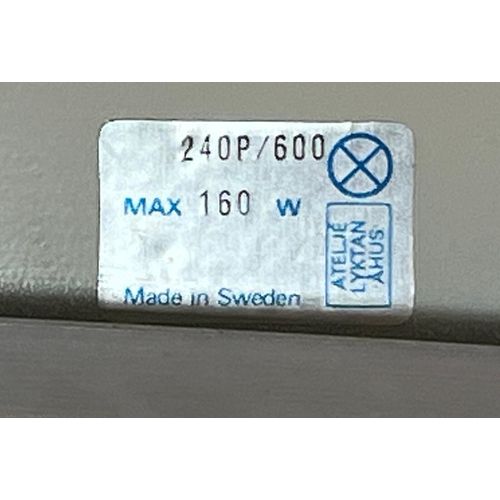 240P/600
MAX 160 W
Made in Sweden
ATELJÉ
LYKTAN
ÅHUS